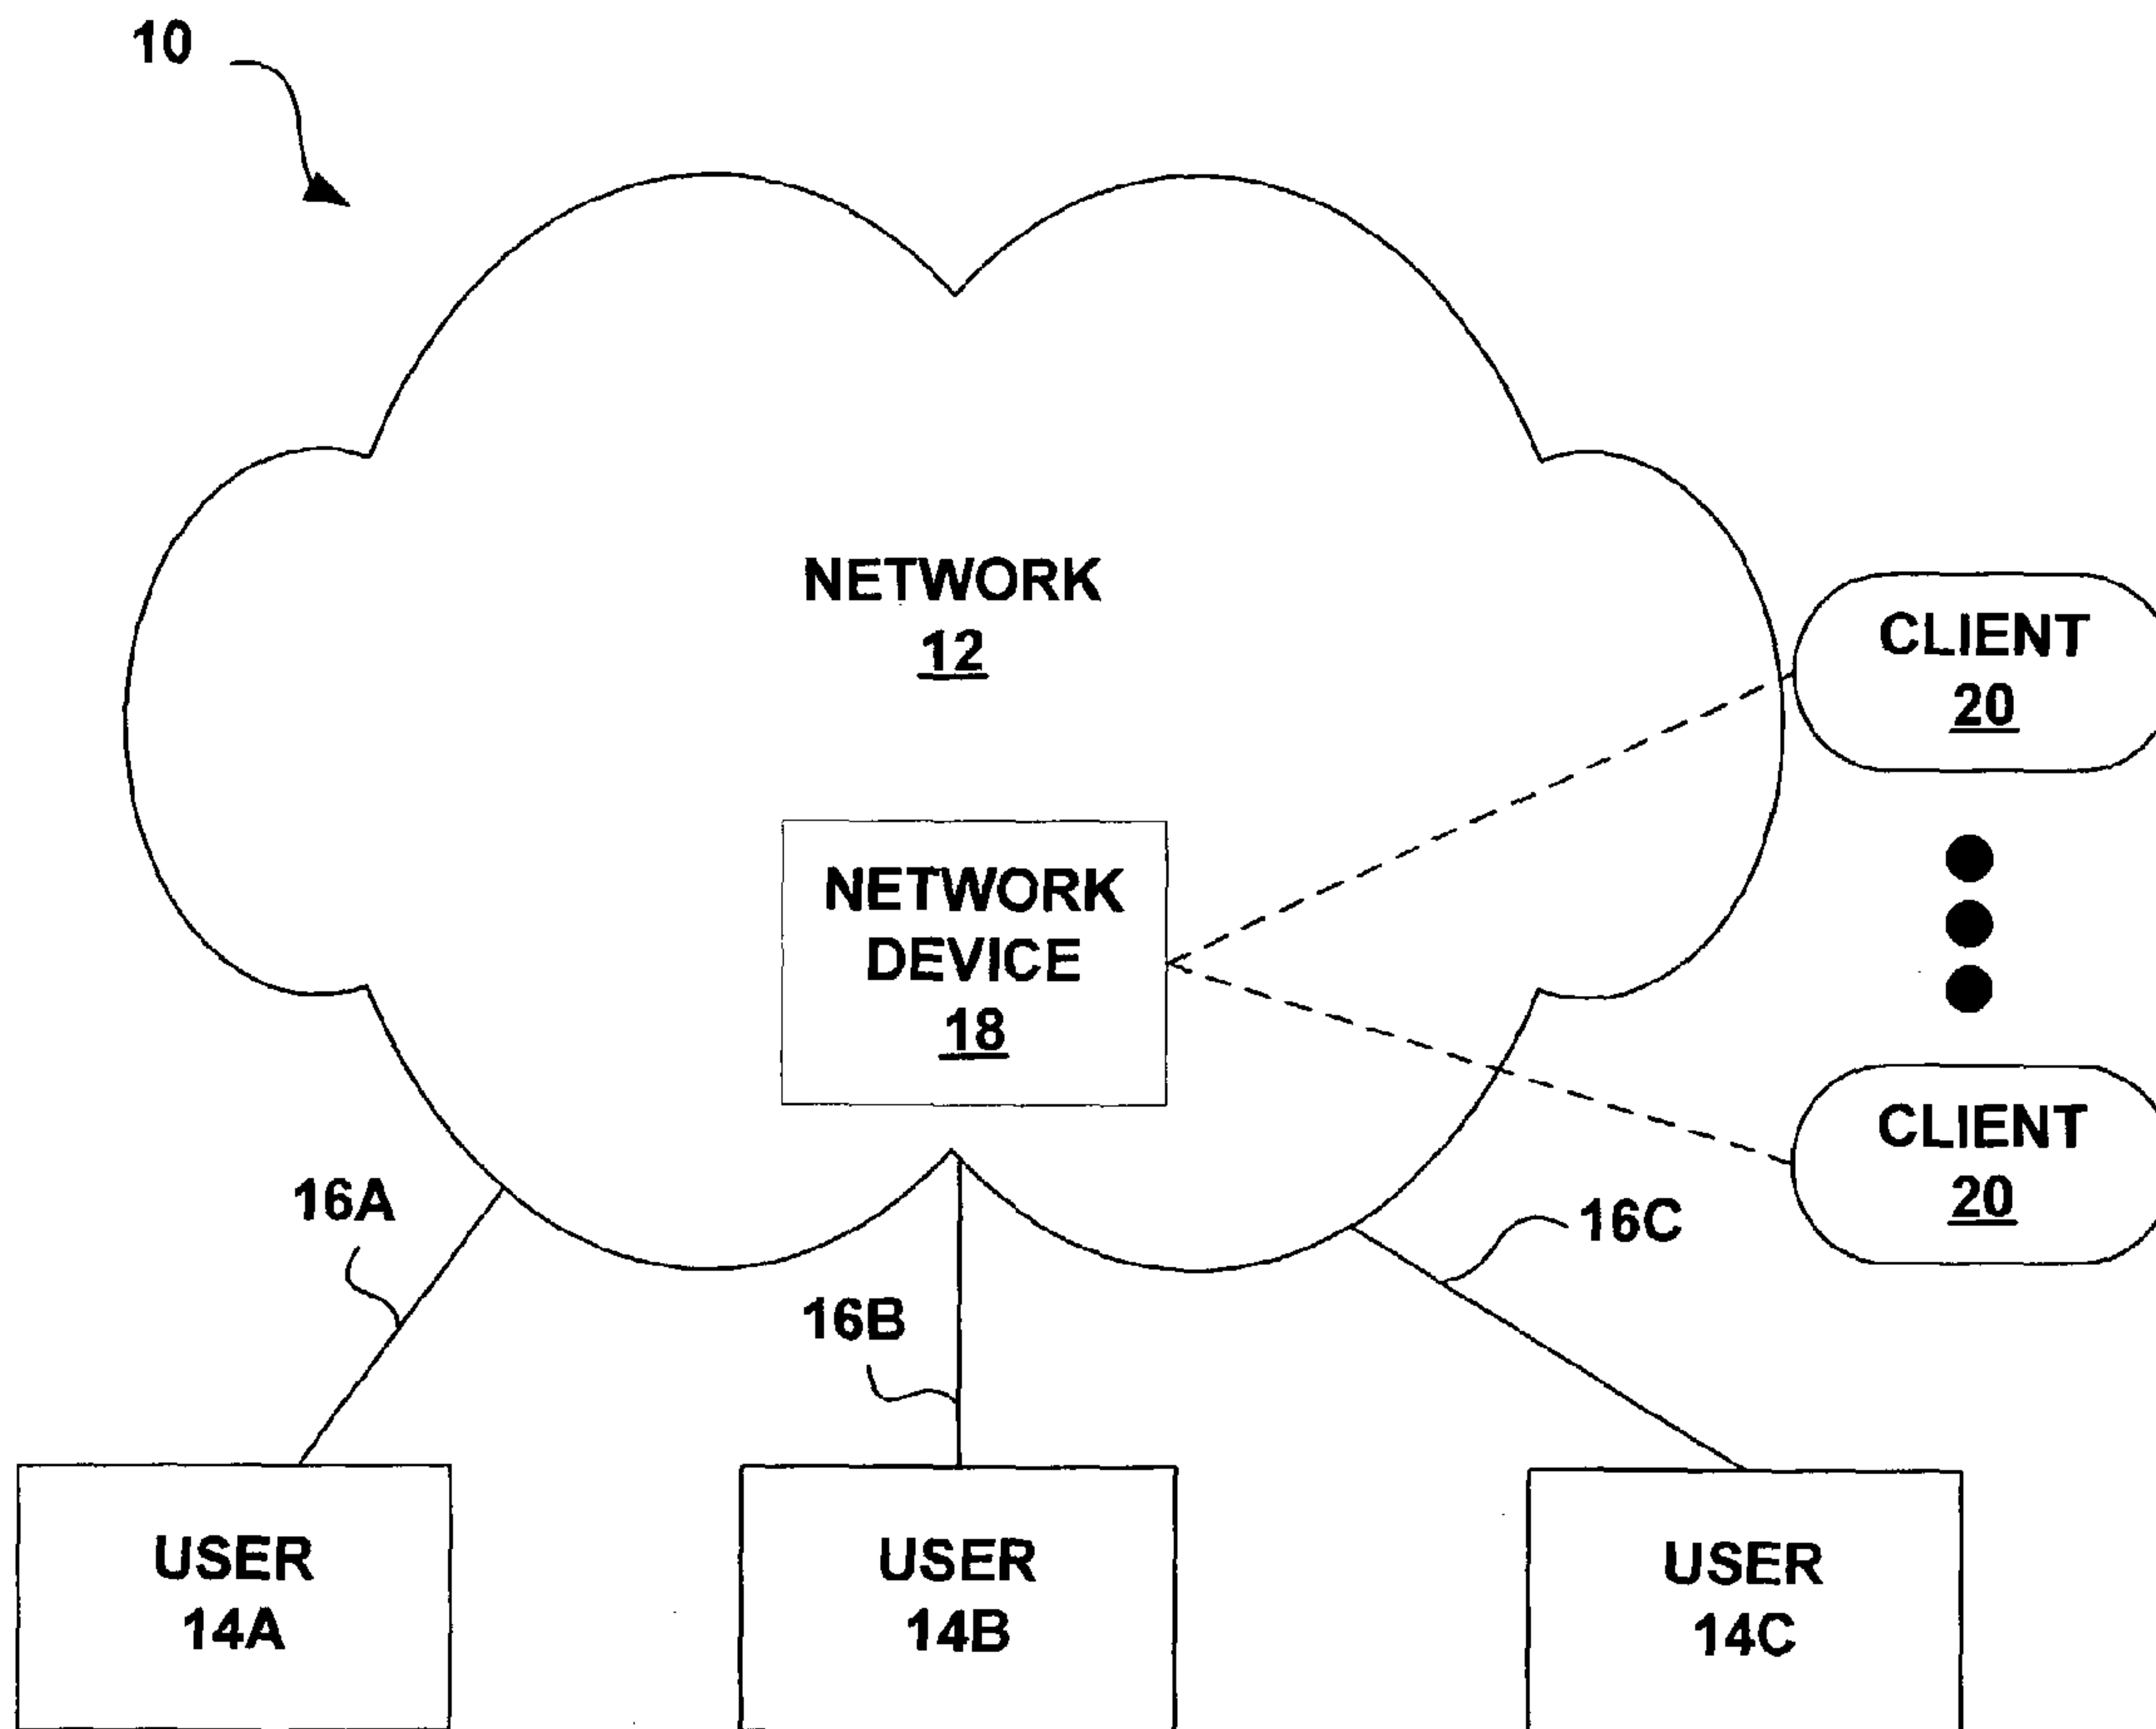 10
NETWORK
12
CLIENT
20
NETWORK
DEVICE
18
CLIENT
20
16A
16C
16B
USER
14A
USER
14B
USER
14C